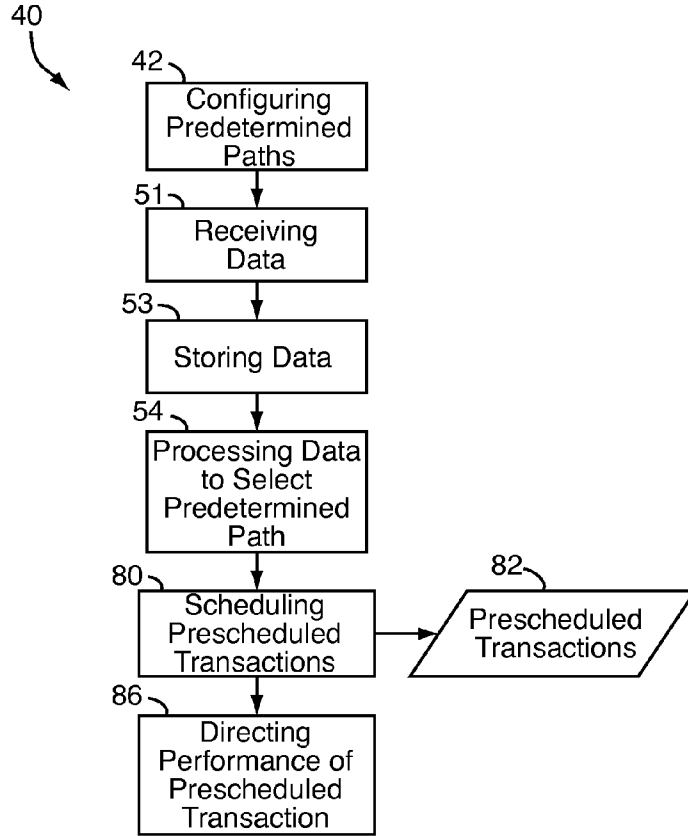 40
42
Configuring
Predetermined
Paths
51
Receiving
Data
53
Storing Data
54
Processing Data
to Select
Predetermined
Path
80
Scheduling
Prescheduled
Transactions
82
Prescheduled
Transactions
86
Directing
Performance of
Prescheduled
Transaction